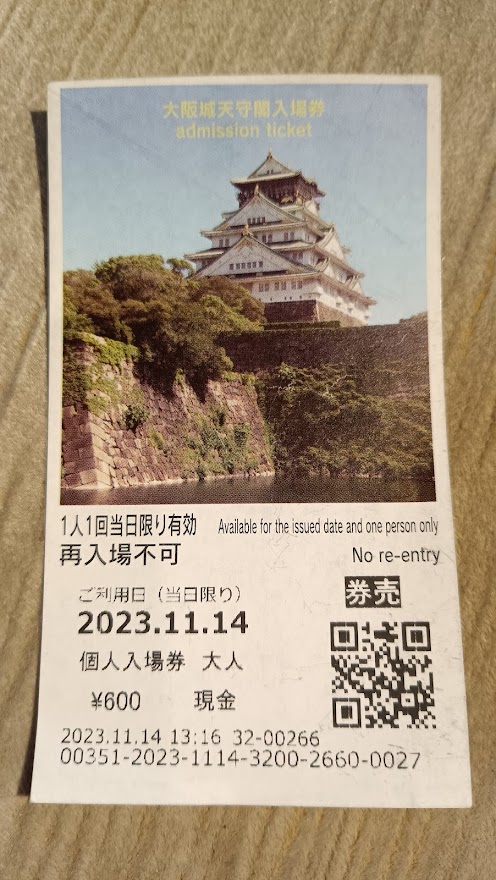 大阪城天守閣入場券
admission ticket
1人1回当日限り有効 Available for the issued date and one person only
再入場不可 No re-entry
ご利用日（当日限り） 券売
2023.11.14
個人入場券 大人
¥600 現金
2023.11.14 13:16 32-00266
00351-2023-1114-3200-2660-0027